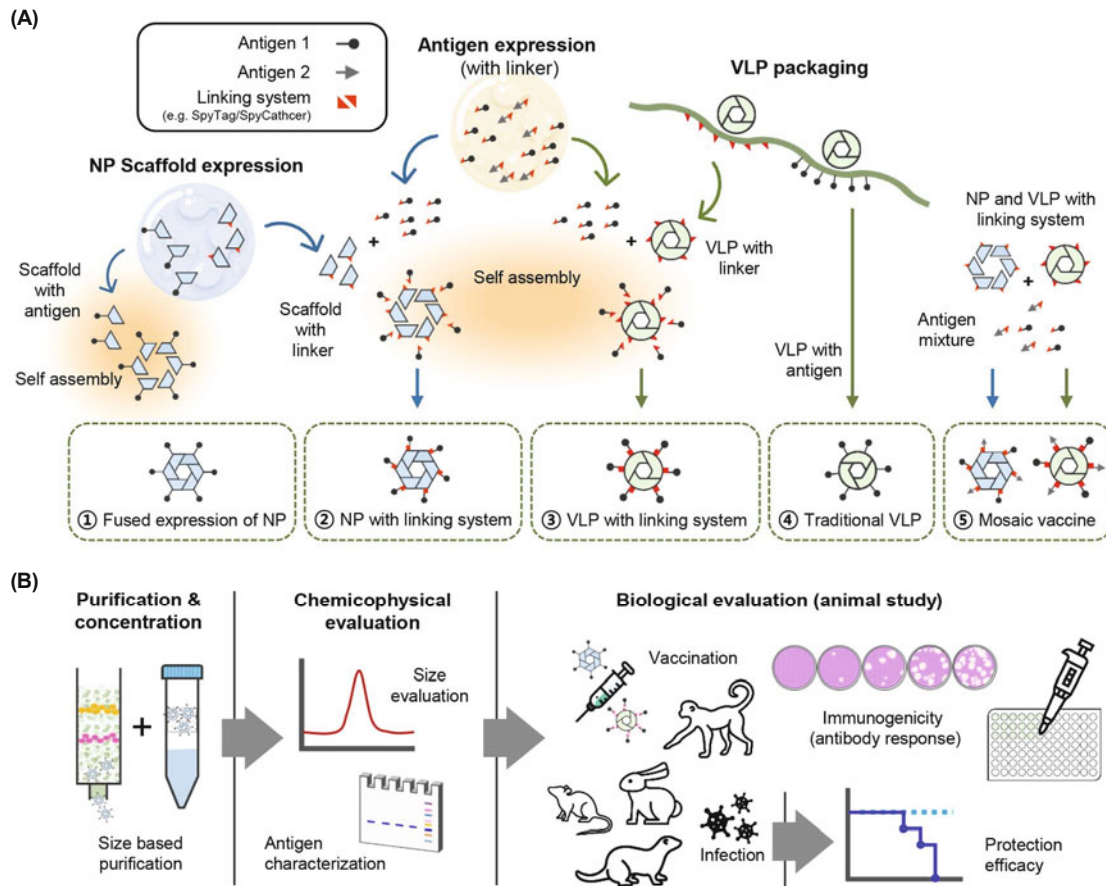 (A)
Antigen 1
Antigen 2
Linking system
(e.g. SpyTag/SpyCathcer)
Antigen expression
(with linker)
VLP packaging
NP Scaffold expression
NP and VLP with
linking system
+
+
+
VLP with
linker
Scaffold
with
antigen
Self assembly
Scaffold
with
linker
Antigen
mixture
VLP with
antigen
Self assembly
① Fused expression of NP
② NP with linking system
③ VLP with linking system
④ Traditional VLP
⑤ Mosaic vaccine
(B)
Purification &
concentration
Chemicophysical
evaluation
Biological evaluation (animal study)
+
Size
evaluation
Vaccination
Immunogenicity
(antibody response)
Size based
purification
Antigen
characterization
Infection
Protection
efficacy